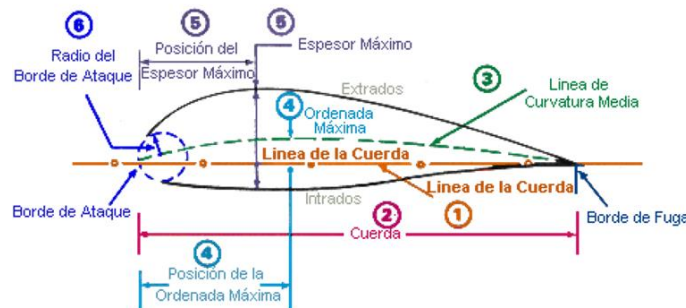 6
Radio del
Borde de Ataque
5
Posición del
Espesor Máximo
5
Espesor Máximo
Extrados
4
Ordenada
Máxima
3
Linea de
Curvatura Media
Linea de la Cuerda
Linea de la Cuerda
Intrados
Borde de Ataque
2
Cuerda
1
Borde de Fuga
4
Posición de la
Ordenada Máxima